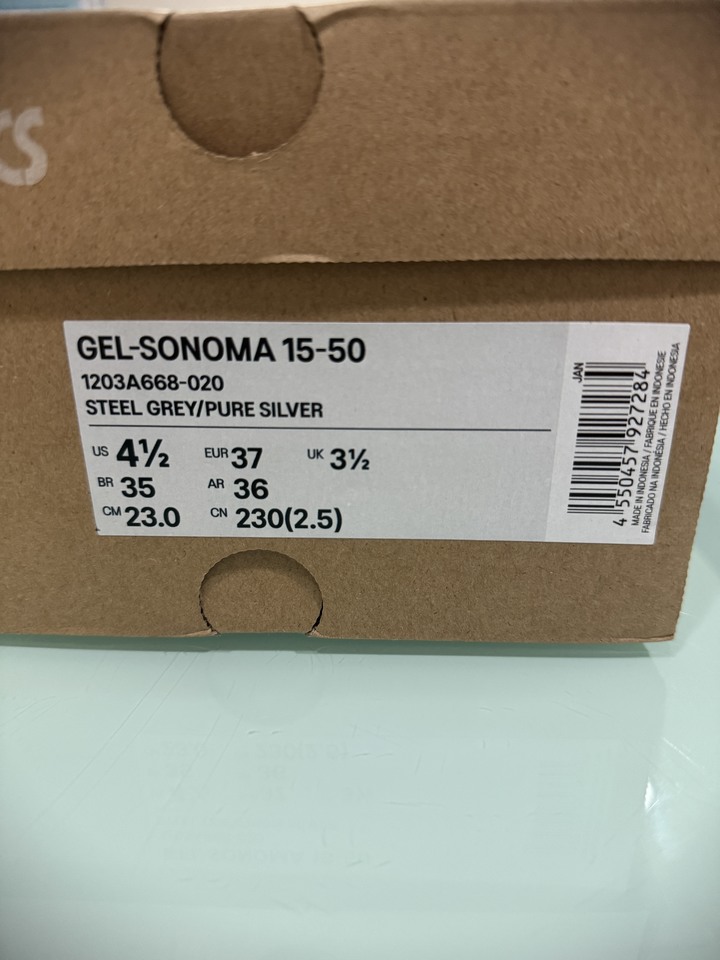 cs
GEL-SONOMA 15-50
1203A668-020
STEEL GREY/PURE SILVER
US 4½ EUR 37 UK 3½
BR 35 AR 36
CM 23.0 CN 230(2.5)
JAN
4 550457 927284
MADE IN INDONESIA / FABRIQUE EN INDONESIE
FABRICADO NA INDONÉSIA / HECHO EN INDONESIA